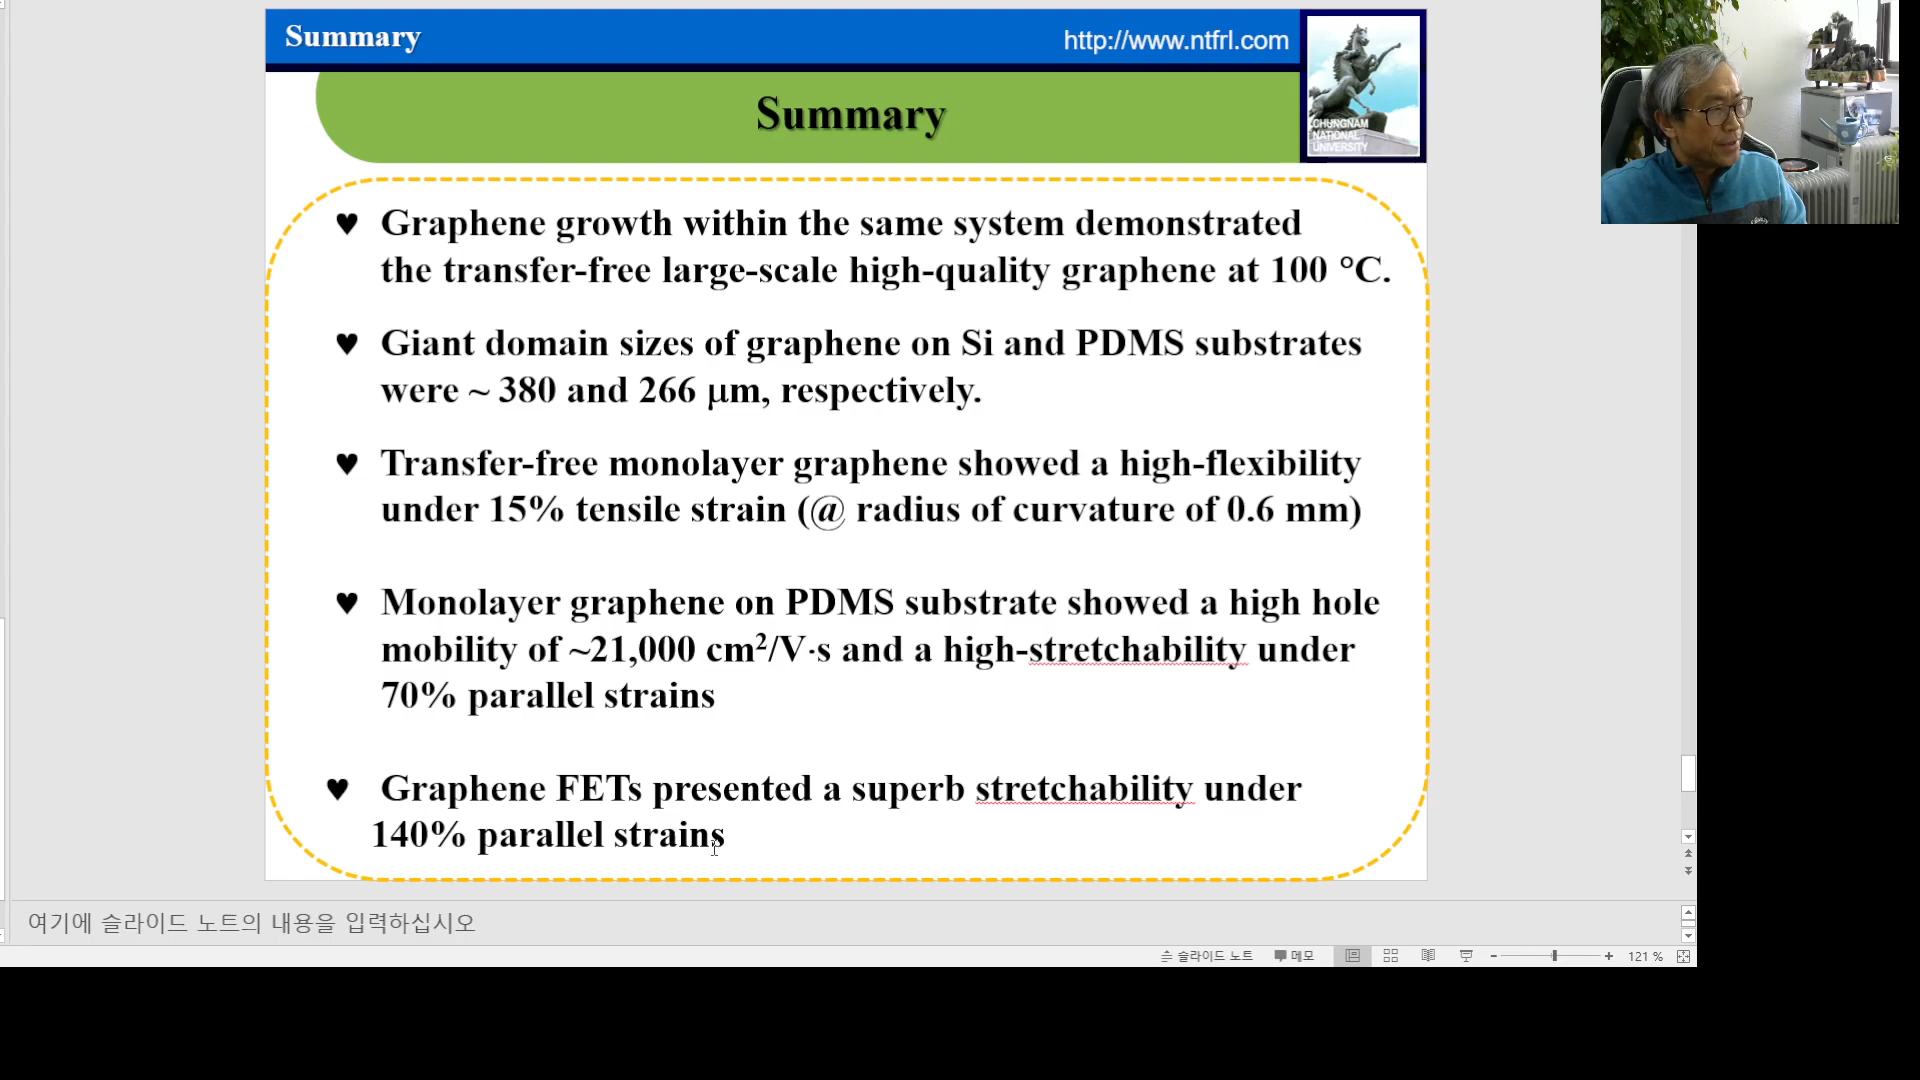 Summary
http://www.ntfrl.com
CHUNGNAM
NATIONAL
UNIVERSITY
Summary
♥ Graphene growth within the same system demonstrated
the transfer-free large-scale high-quality graphene at 100 °C.
♥ Giant domain sizes of graphene on Si and PDMS substrates
were ~ 380 and 266 μm, respectively.
♥ Transfer-free monolayer graphene showed a high-flexibility
under 15% tensile strain (@ radius of curvature of 0.6 mm)
♥ Monolayer graphene on PDMS substrate showed a high hole
mobility of ~21,000 cm²/V·s and a high-stretchability under
70% parallel strains
♥ Graphene FETs presented a superb stretchability under
140% parallel strains
여기에 슬라이드 노트의 내용을 입력하십시오
슬라이드 노트 메모 121 %